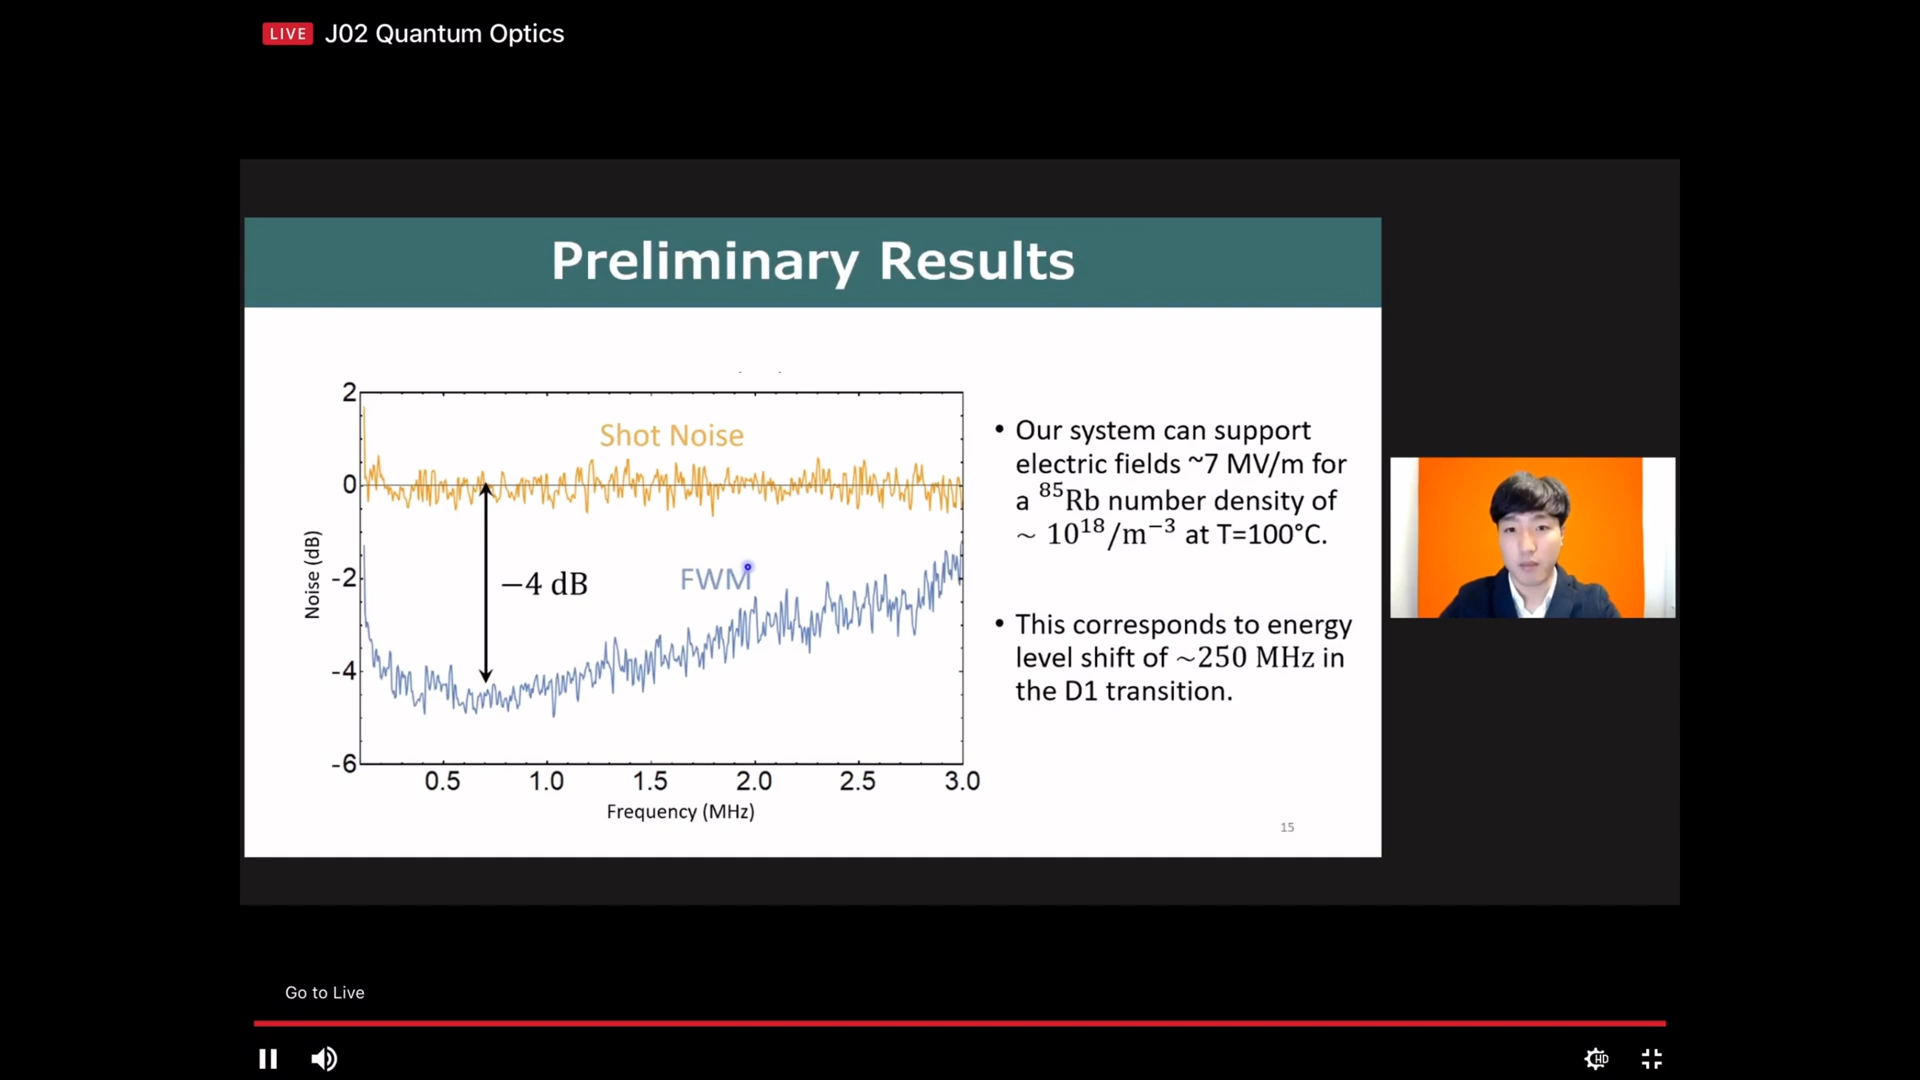 LIVE J02 Quantum Optics
Preliminary Results
2
0
-2
-4
-6
Noise (dB)
Shot Noise
−4 dB
FWM
0.5 1.0 1.5 2.0 2.5 3.0
Frequency (MHz)
• Our system can support
electric fields ~7 MV/m for
a ⁸⁵Rb number density of
~ 10¹⁸/m⁻³ at T=100°C.
• This corresponds to energy
level shift of ~250 MHz in
the D1 transition.
15
Go to Live
HD